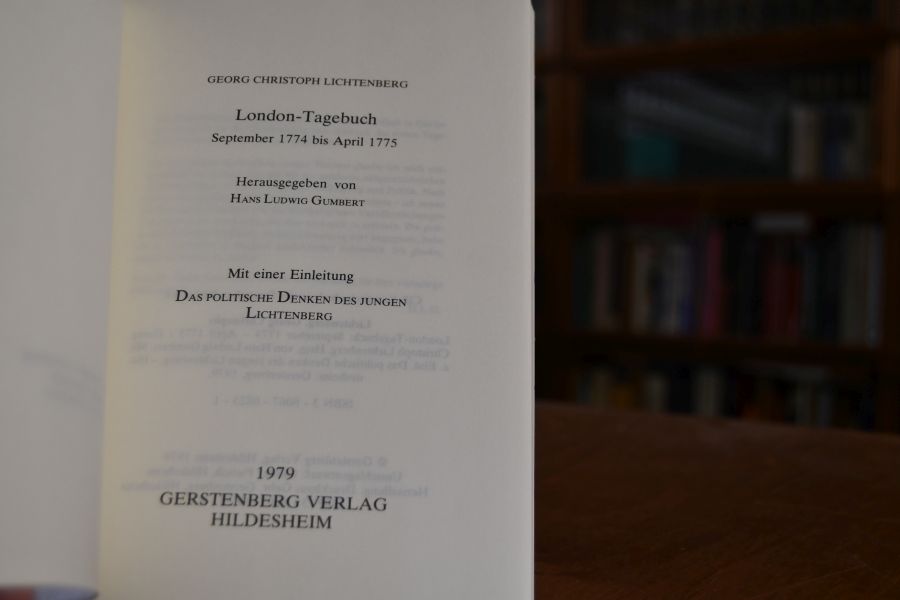 GEORG CHRISTOPH LICHTENBERG
London-Tagebuch
September 1774 bis April 1775
Herausgegeben von
HANS LUDWIG GUMBERT
Mit einer Einleitung
DAS POLITISCHE DENKEN DES JUNGEN
LICHTENBERG
1979
GERSTENBERG VERLAG
HILDESHEIM